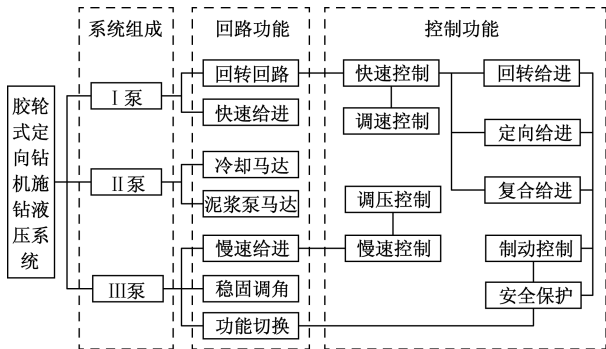 系统组成
回路功能
控制功能
胶轮
式定
向钻
机施
钻液
压系
统
Ⅰ泵
Ⅱ泵
Ⅲ泵
回转回路
快速给进
冷却马达
泥浆泵马达
慢速给进
稳固调角
功能切换
快速控制
调速控制
调压控制
慢速控制
回转给进
定向给进
复合给进
制动控制
安全保护